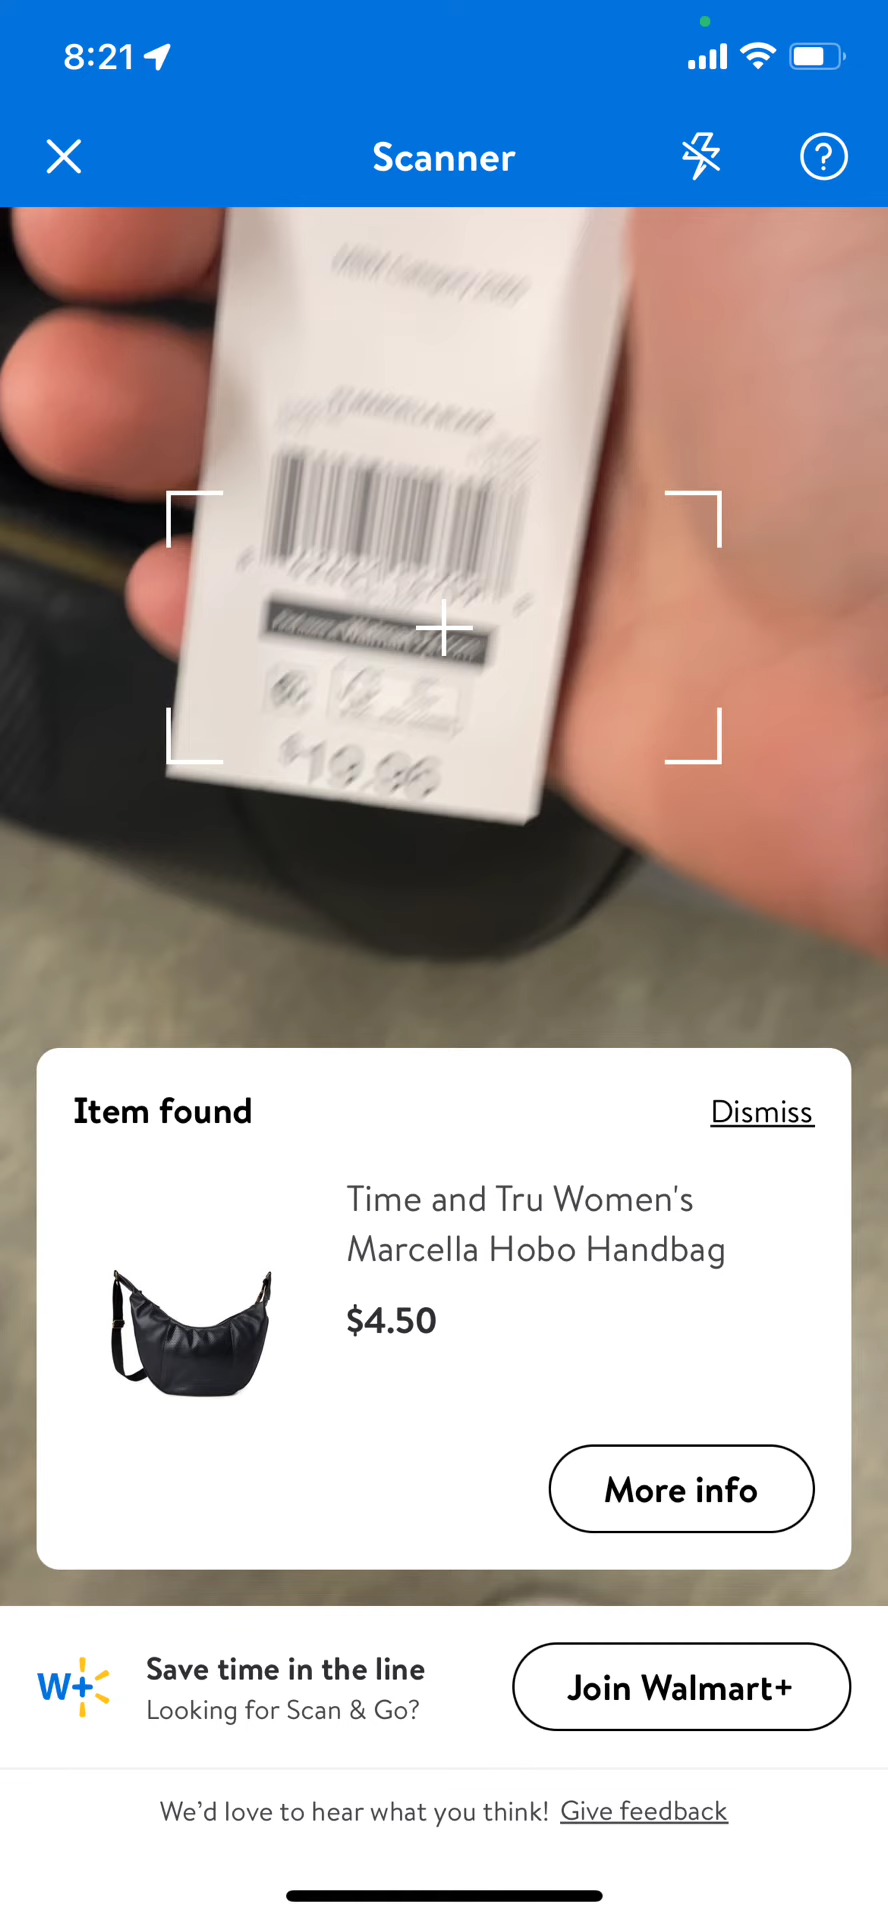 8:21
Scanner
$19.96
Item found
Dismiss
Time and Tru Women's
Marcella Hobo Handbag
$4.50
More info
W+
Save time in the line
Looking for Scan & Go?
Join Walmart+
We'd love to hear what you think! Give feedback